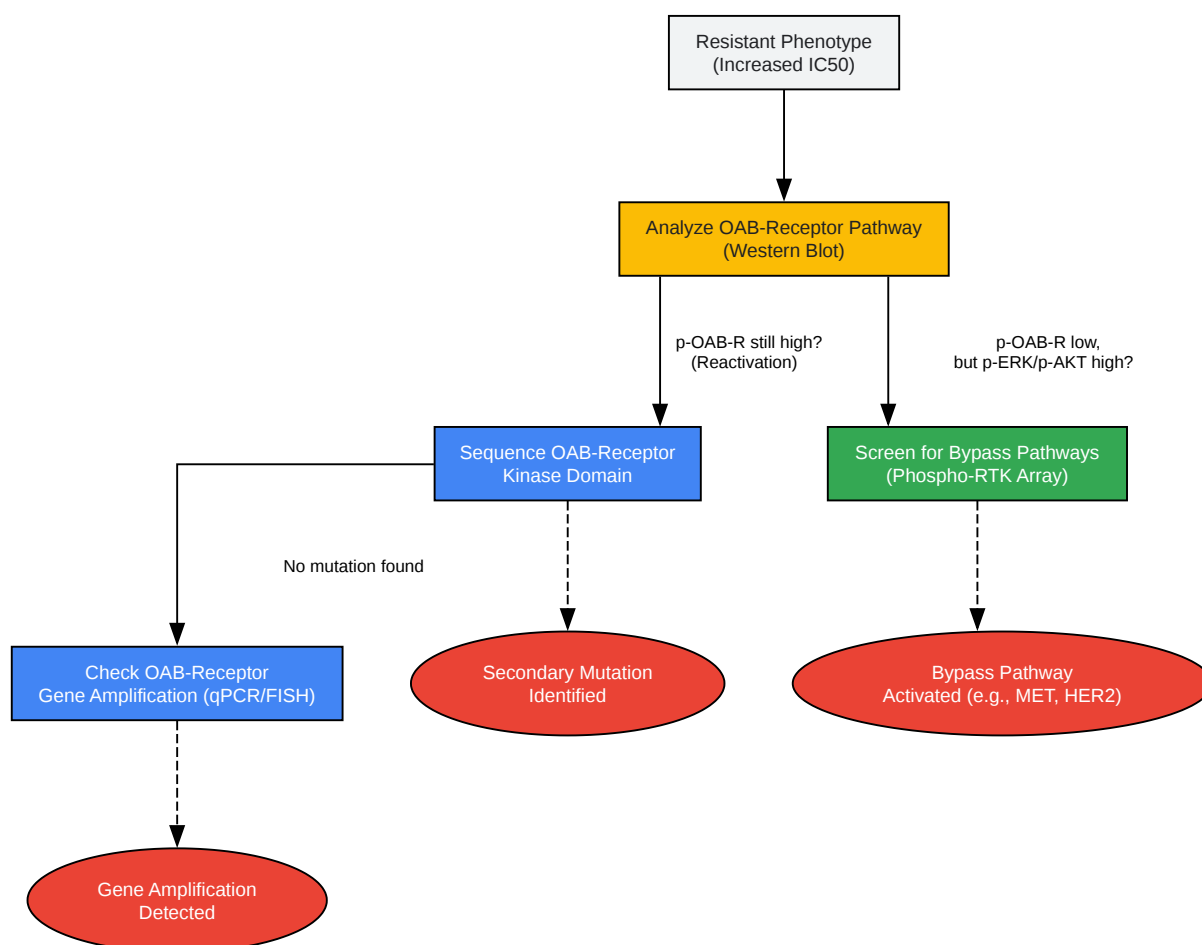 Resistant Phenotype
(Increased IC50)
Analyze OAB-Receptor Pathway
(Western Blot)
p-OAB-R still high?
(Reactivation)
p-OAB-R low,
but p-ERK/p-AKT high?
Sequence OAB-Receptor
Kinase Domain
Screen for Bypass Pathways
(Phospho-RTK Array)
No mutation found
Check OAB-Receptor
Gene Amplification (qPCR/FISH)
Secondary Mutation
Identified
Bypass Pathway
Activated (e.g., MET, HER2)
Gene Amplification
Detected